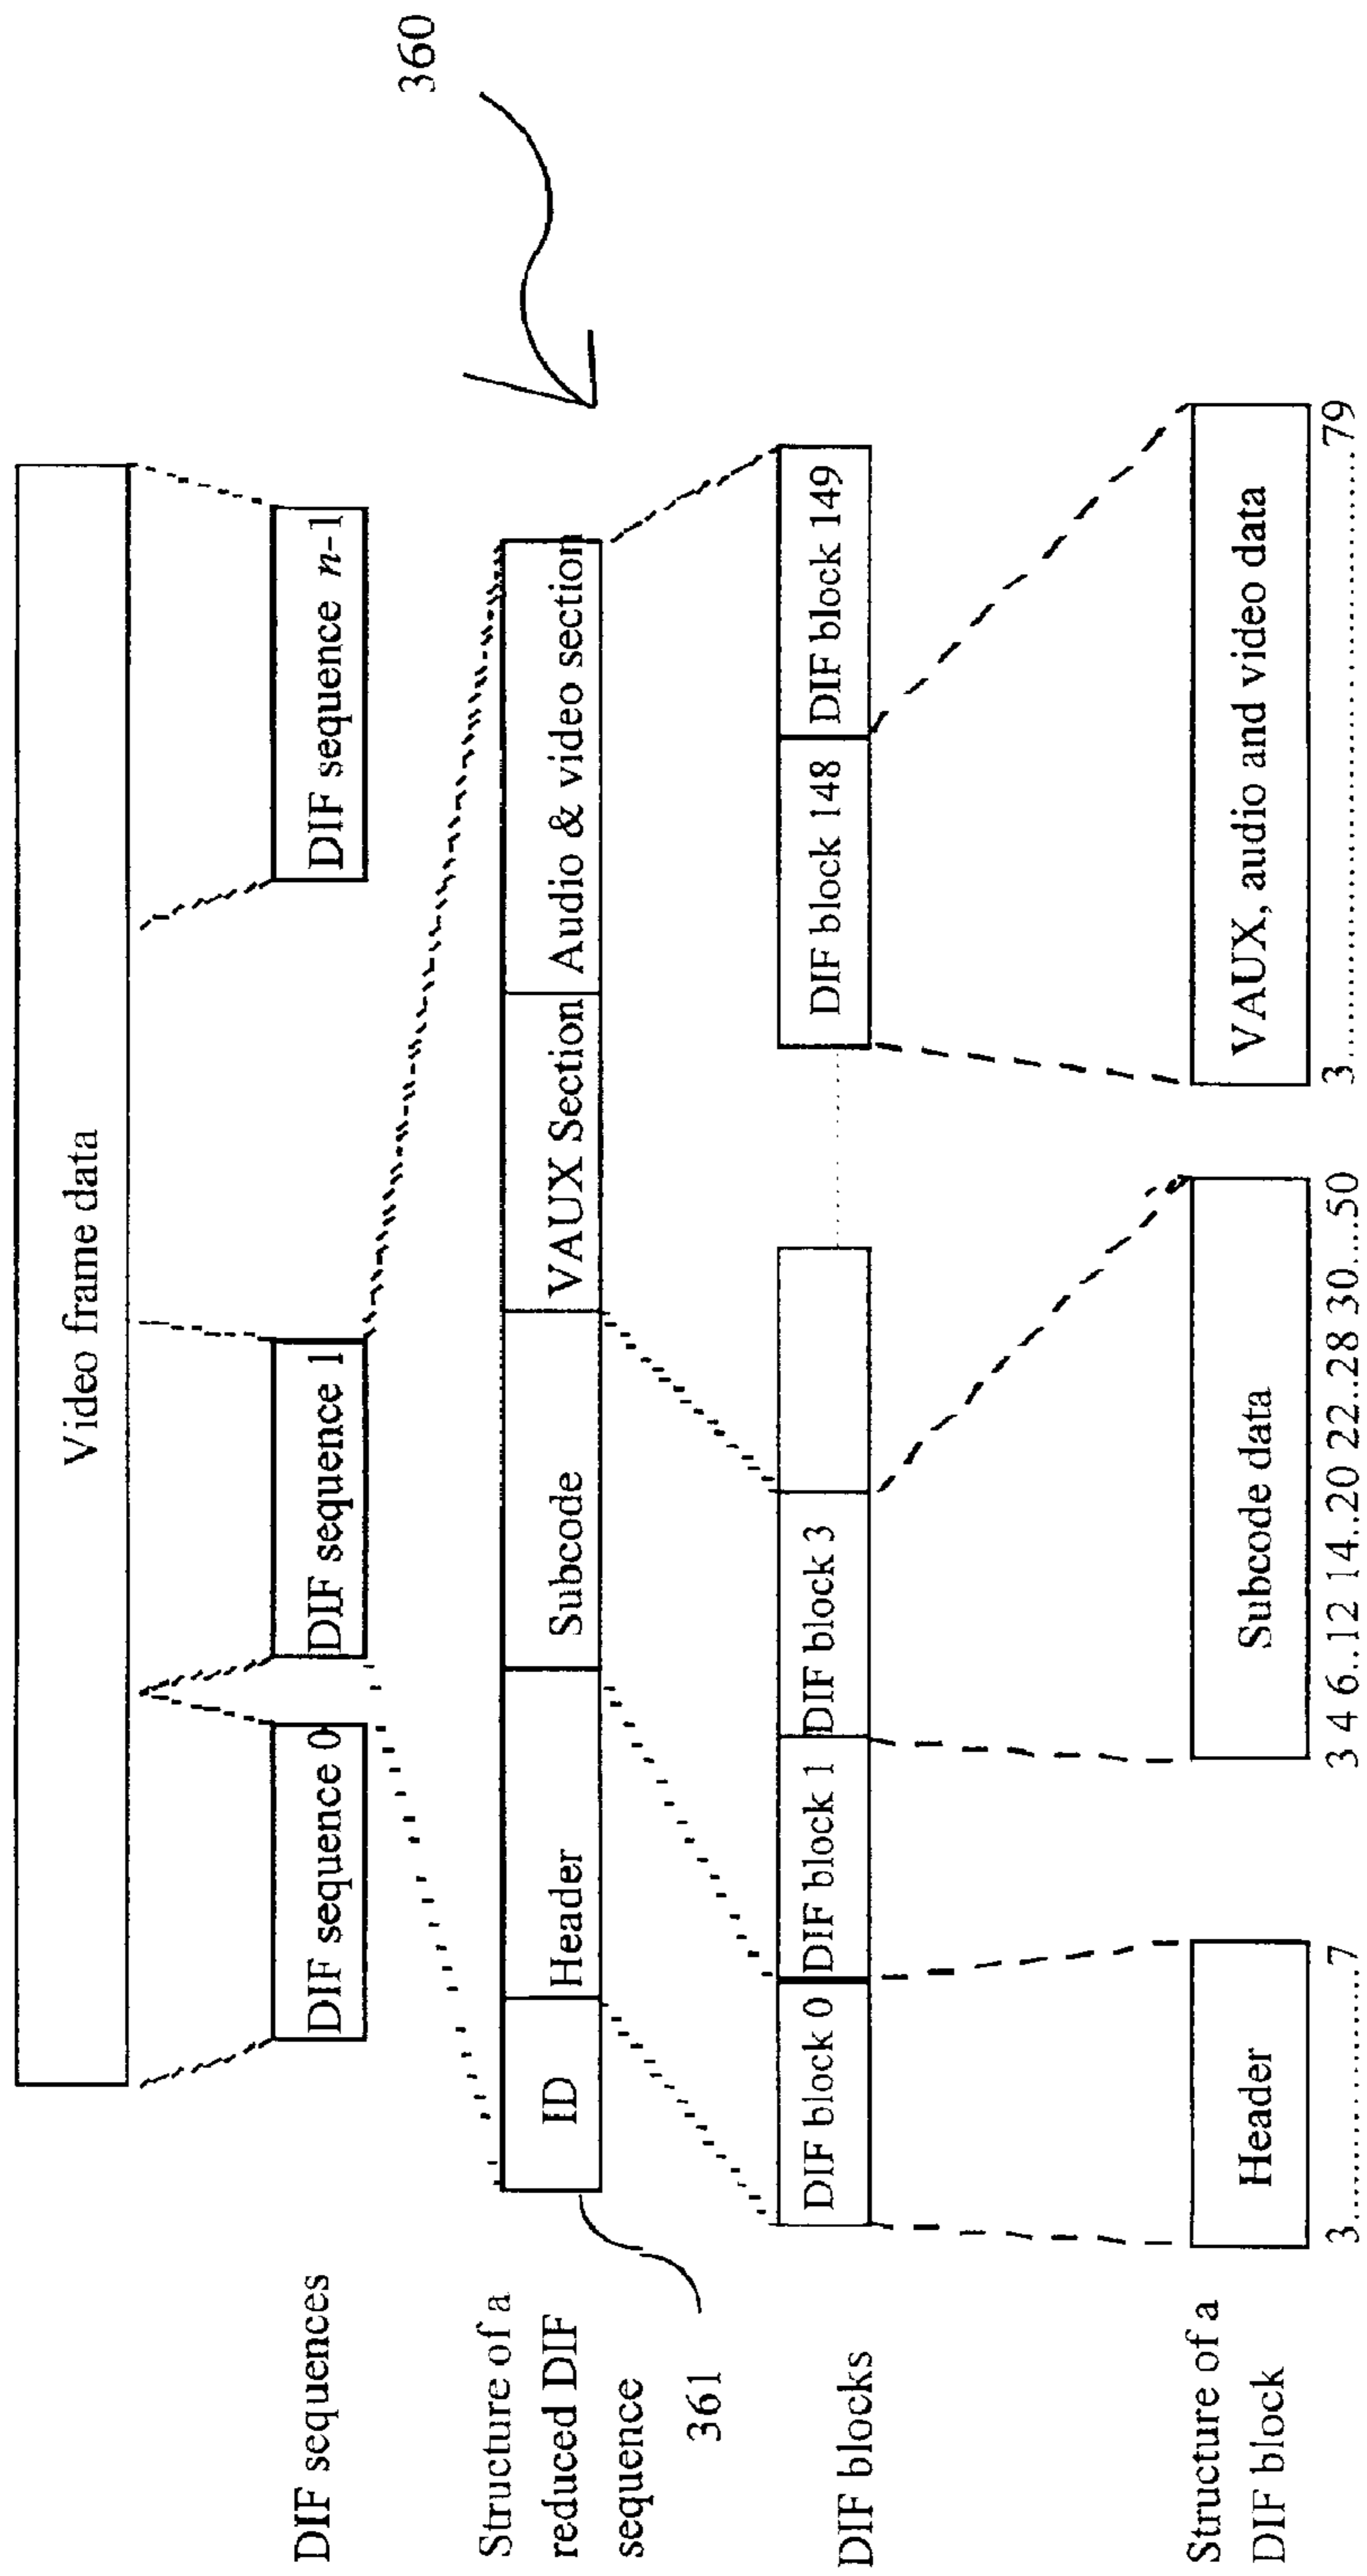 360
Video frame data
DIF sequences
DIF sequence 0
DIF sequence 1
DIF sequence n-1
Structure of a
reduced DIF
sequence
ID
Header
Subcode
VAUX Section
Audio & video section
361
DIF blocks
DIF block 0
DIF block 1
DIF block 3
DIF block 148
DIF block 149
Structure of a
DIF block
Header
Subcode data
VAUX, audio and video data
3..............7
3 4 6..12 14..20 22..28 30....50
3..............................79